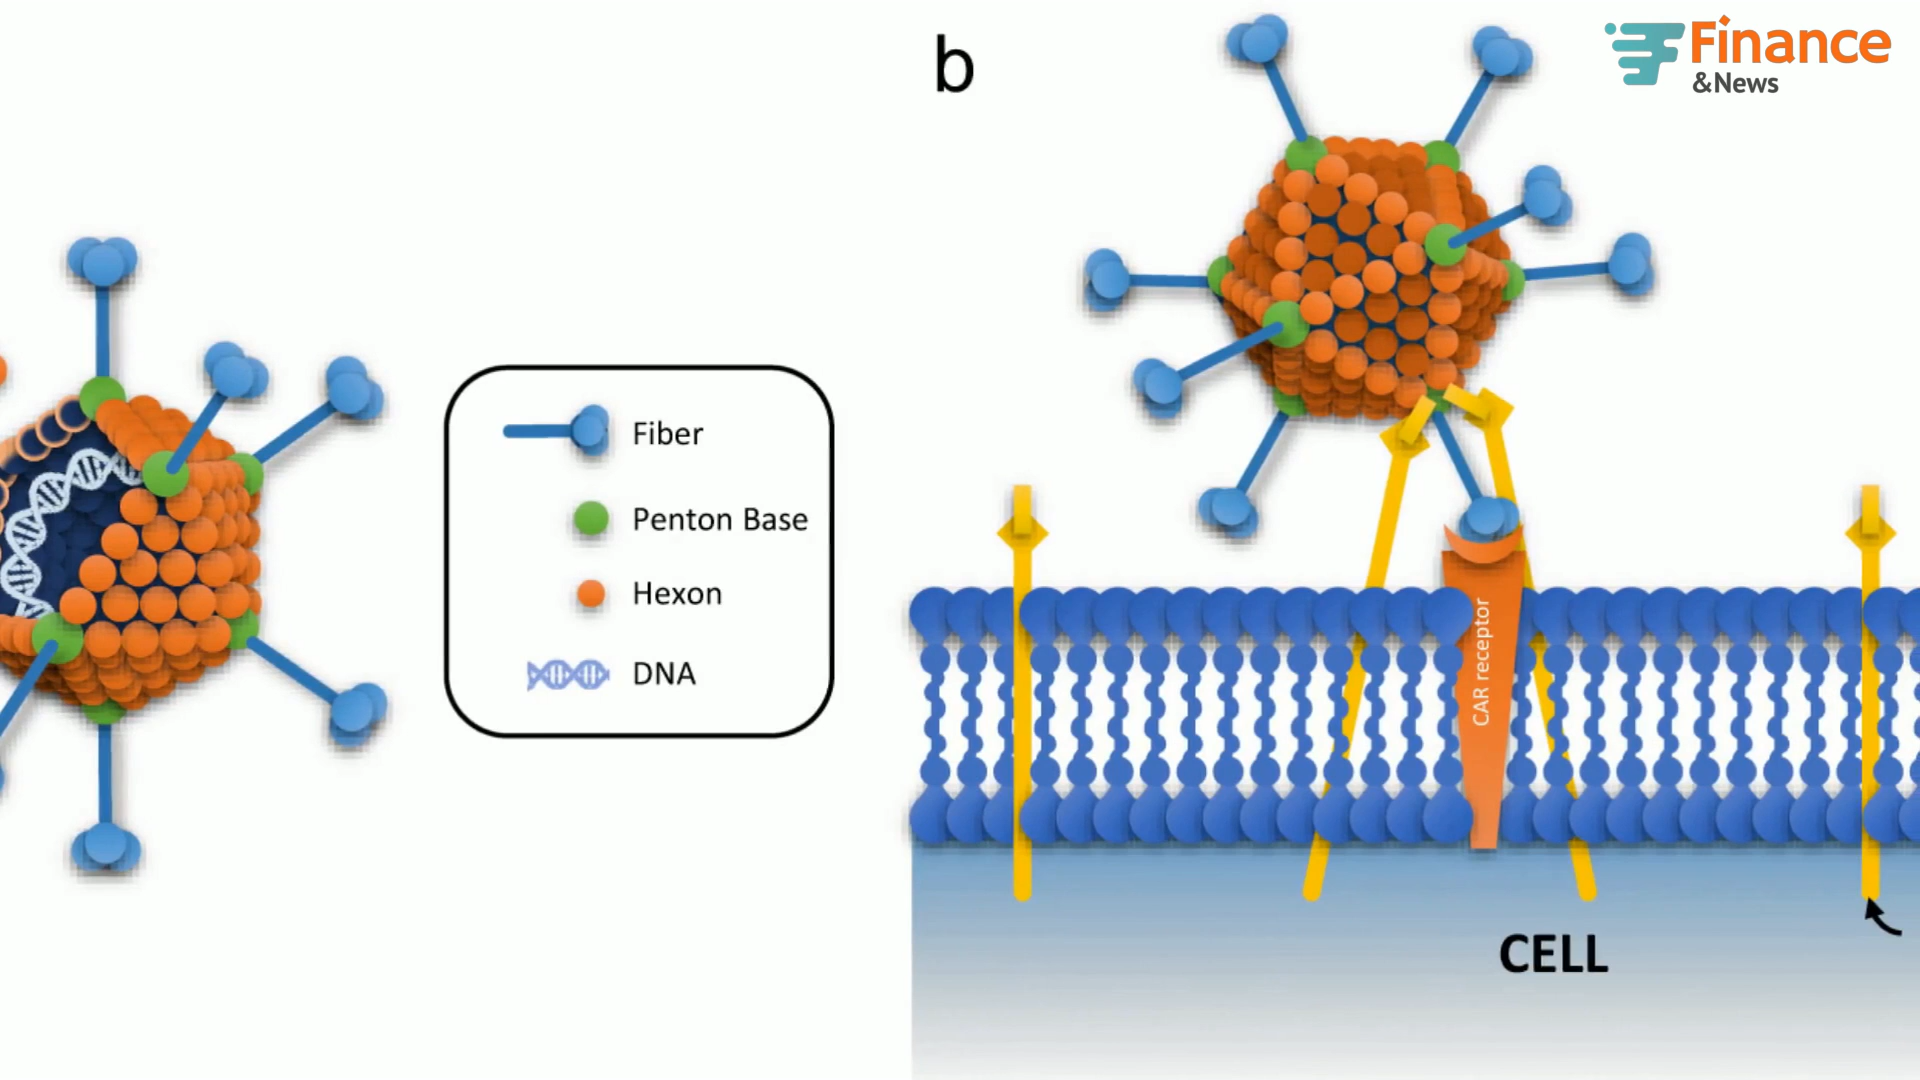 b
Finance
&News
Fiber
Penton Base
Hexon
DNA
CAR receptor
CELL